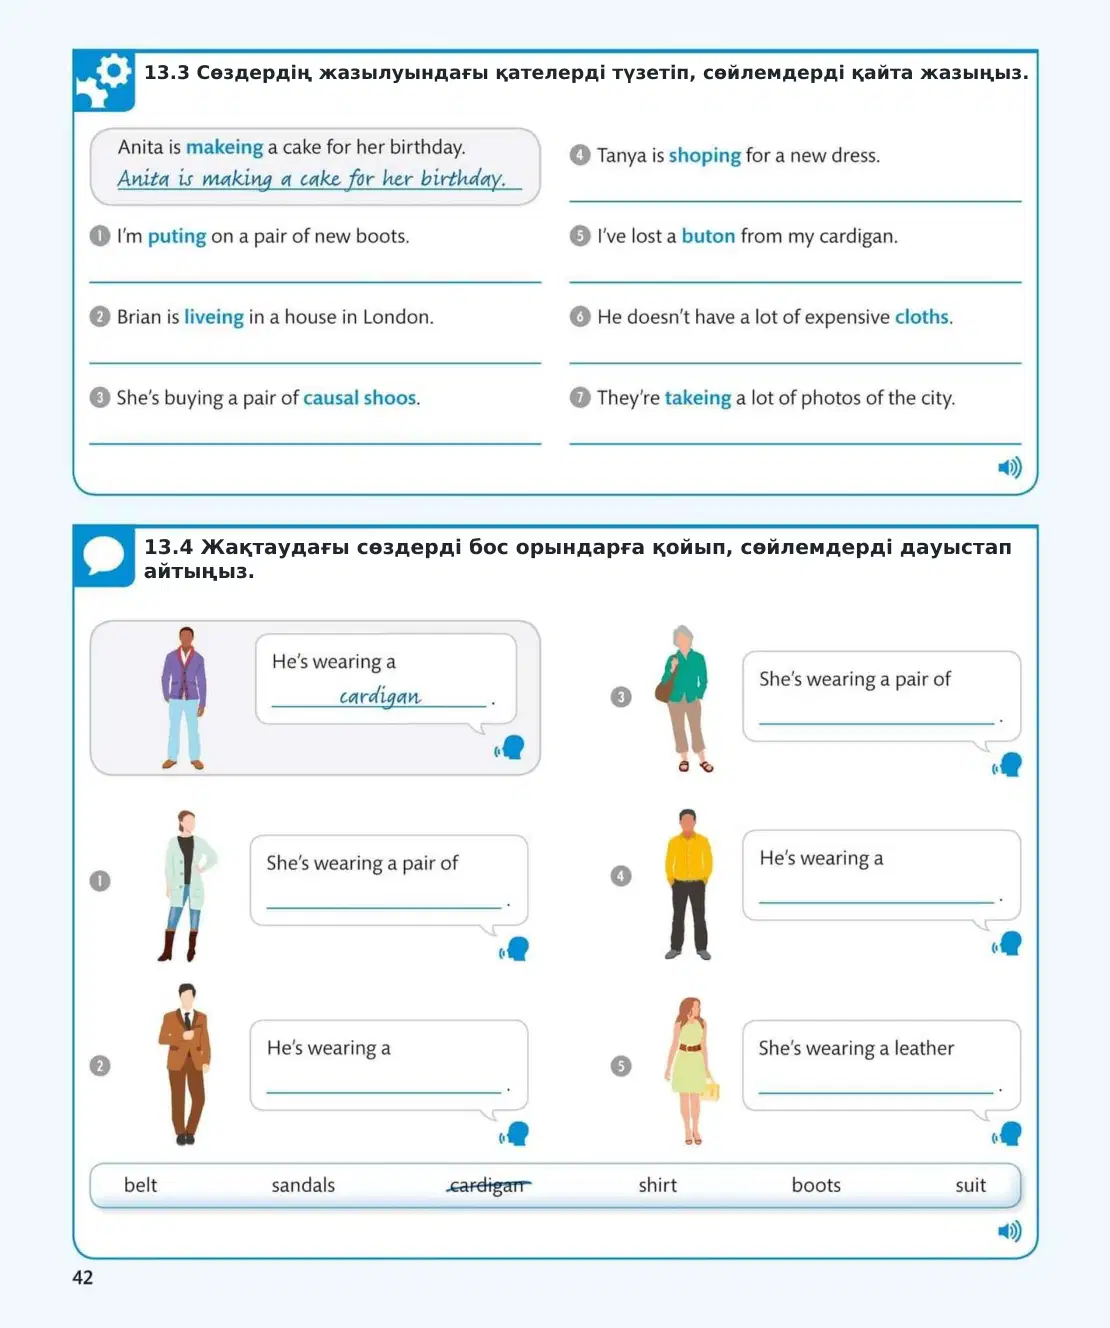 13.3 Сөздердің жазылуындағы қателерді түзетіп, сөйлемдерді қайта жазыңыз.
Anita is makeing a cake for her birthday.
Anita is making a cake for her birthday.
1 I'm puting on a pair of new boots.
2 Brian is liveing in a house in London.
3 She's buying a pair of causal shoos.
4 Tanya is shoping for a new dress.
5 I've lost a buton from my cardigan.
6 He doesn't have a lot of expensive cloths.
7 They're takeing a lot of photos of the city.
13.4 Жақтаудағы сөздерді бос орындарға қойып, сөйлемдерді дауыстап
айтыңыз.
He's wearing a
cardigan .
1 She's wearing a pair of
.
2 He's wearing a
.
3 She's wearing a pair of
.
4 He's wearing a
.
5 She's wearing a leather
.
belt sandals cardigan shirt boots suit
42